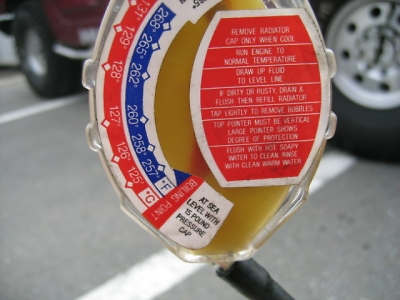 REMOVE RADIATOR
CAP ONLY WHEN COOL
RUN ENGINE TO
NORMAL TEMPERATURE
DRAW UP FLUID
TO LEVEL LINE
IF DIRTY OR RUSTY, DRAIN &
FLUSH THEN REFILL RADIATOR
TAP LIGHTLY TO REMOVE BUBBLES
TOP POINTER MUST BE VERTICAL
LARGE POINTER SHOWS
DEGREE OF PROTECTION
FLUSH WITH HOT SOAPY
WATER TO CLEAN RINSE
WITH CLEAN WARM WATER
131°
129°
128°
127°
126°
125°
°C
268°
265°
262°
260°
258°
257°
°F
BOILING POINT
AT SEA
LEVEL WITH
15 POUND
PRESSURE
CAP